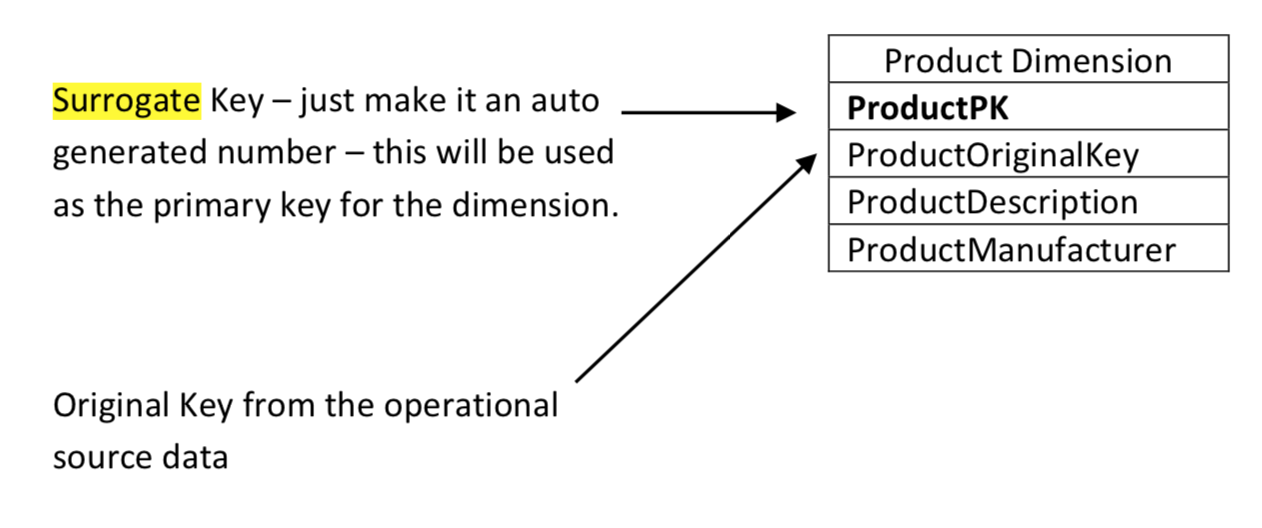 Surrogate Key – just make it an auto
generated number – this will be used
as the primary key for the dimension.
Product Dimension
ProductPK
ProductOriginalKey
ProductDescription
ProductManufacturer
Original Key from the operational
source data